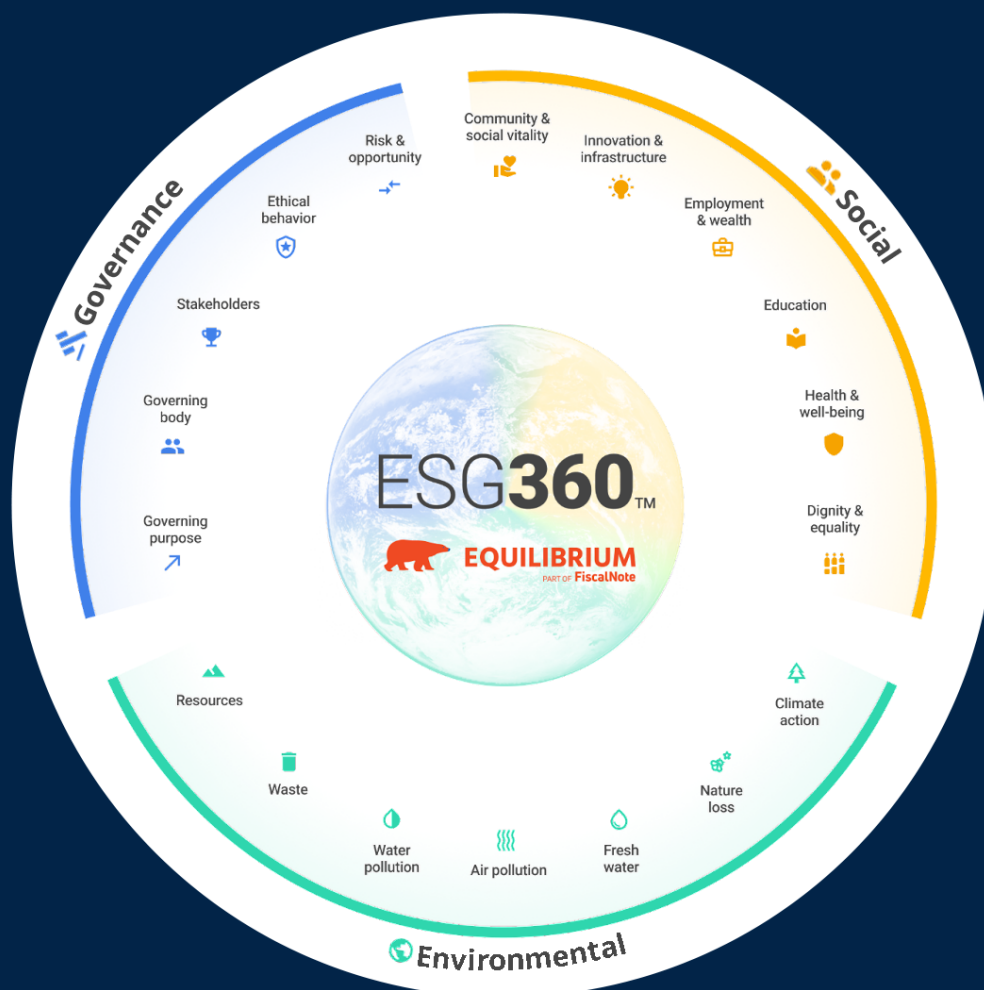 Governance
Risk &
opportunity
Ethical
behavior
Stakeholders
Governing
body
Governing
purpose
Social
Community &
social vitality
Innovation &
infrastructure
Employment
& wealth
Education
Health &
well-being
Dignity &
equality
ESG360™
EQUILIBRIUM
PART OF FiscalNote
Resources
Waste
Water
pollution
Air pollution
Fresh
water
Nature
loss
Climate
action
Environmental